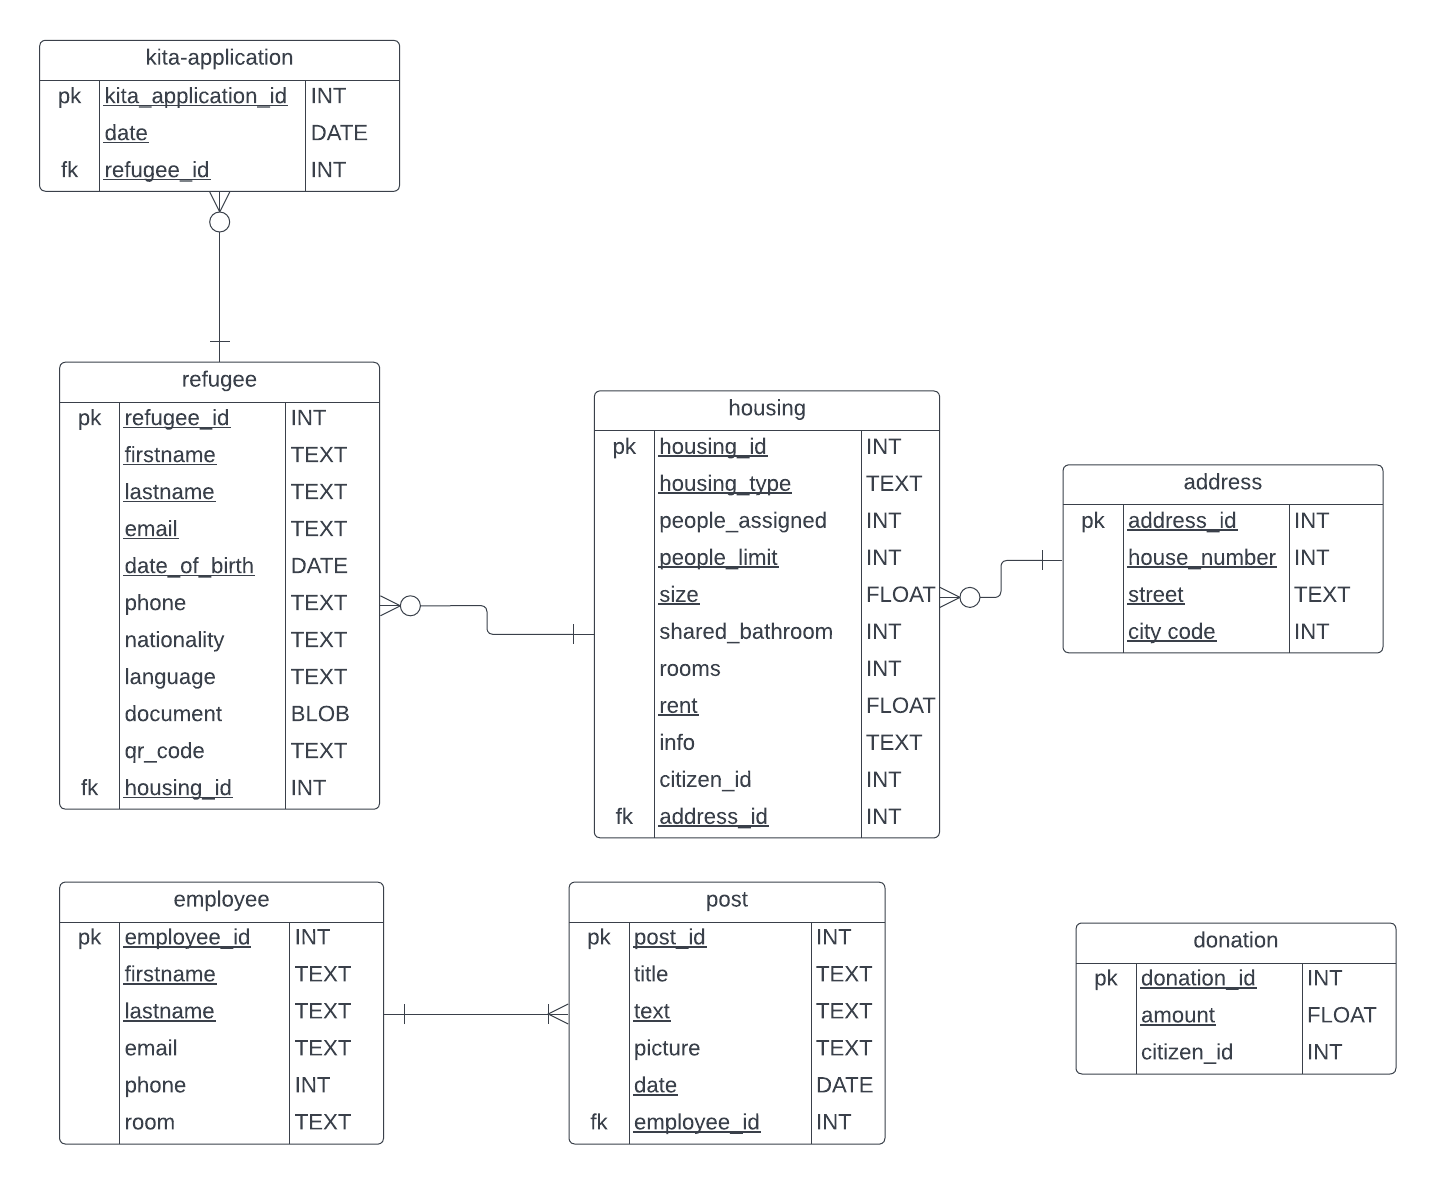 kita-application
pk kita_application_id INT
date DATE
fk refugee_id INT
refugee
pk refugee_id INT
firstname TEXT
lastname TEXT
email TEXT
date_of_birth DATE
phone TEXT
nationality TEXT
language TEXT
document BLOB
qr_code TEXT
fk housing_id INT
housing
pk housing_id INT
housing_type TEXT
people_assigned INT
people_limit INT
size FLOAT
shared_bathroom INT
rooms INT
rent FLOAT
info TEXT
citizen_id INT
fk address_id INT
address
pk address_id INT
house_number INT
street TEXT
city code INT
employee
pk employee_id INT
firstname TEXT
lastname TEXT
email TEXT
phone INT
room TEXT
post
pk post_id INT
title TEXT
text TEXT
picture TEXT
date DATE
fk employee_id INT
donation
pk donation_id INT
amount FLOAT
citizen_id INT